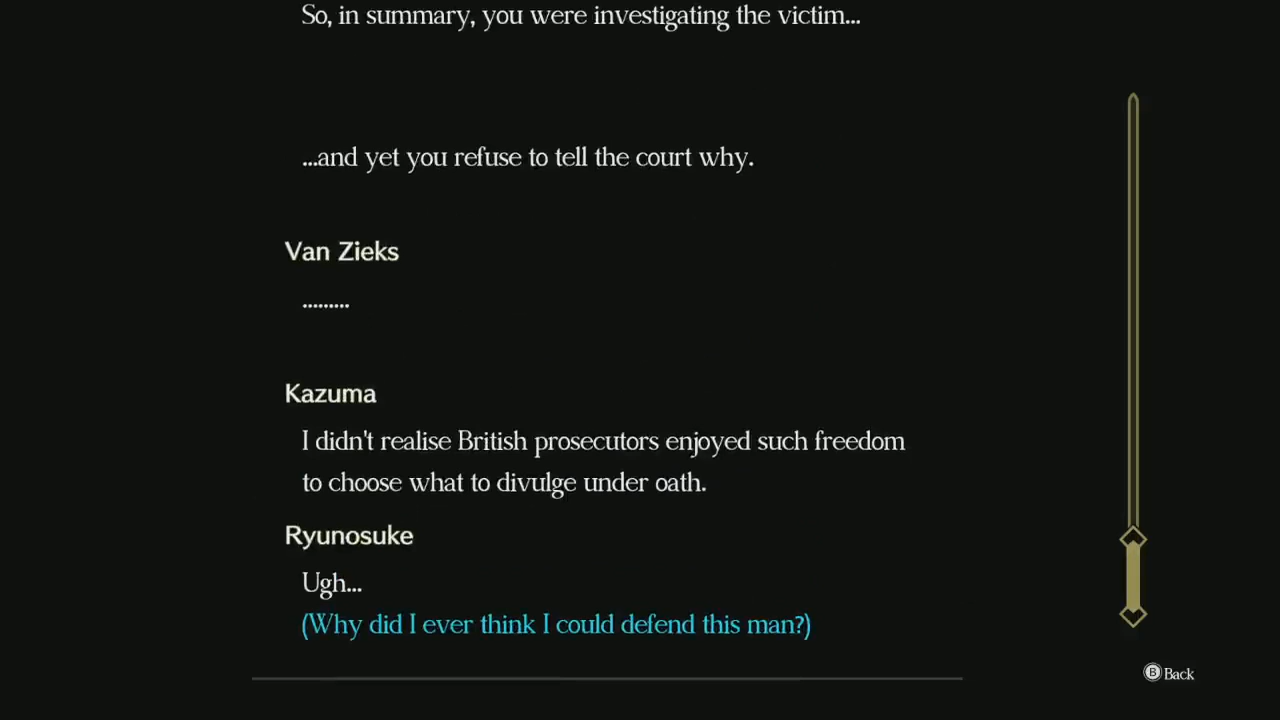 So, in summary, you were investigating the victim...
...and yet you refuse to tell the court why.
Van Zieks
.........
Kazuma
I didn't realise British prosecutors enjoyed such freedom
to choose what to divulge under oath.
Ryunosuke
Ugh...
(Why did I ever think I could defend this man?)
B Back